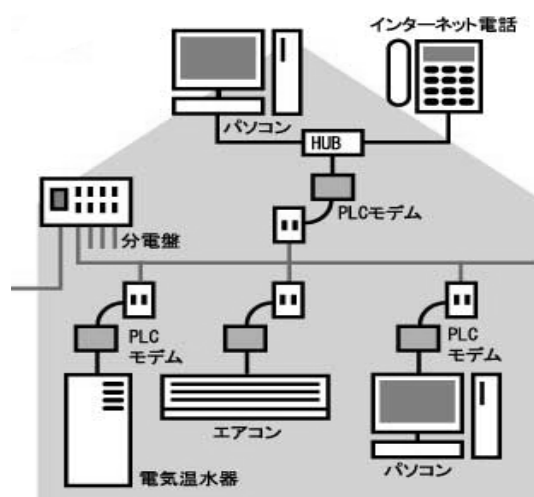 インターネット電話
パソコン
HUB
PLCモデム
分電盤
PLC
モデム
PLC
モデム
エアコン
電気温水器
パソコン